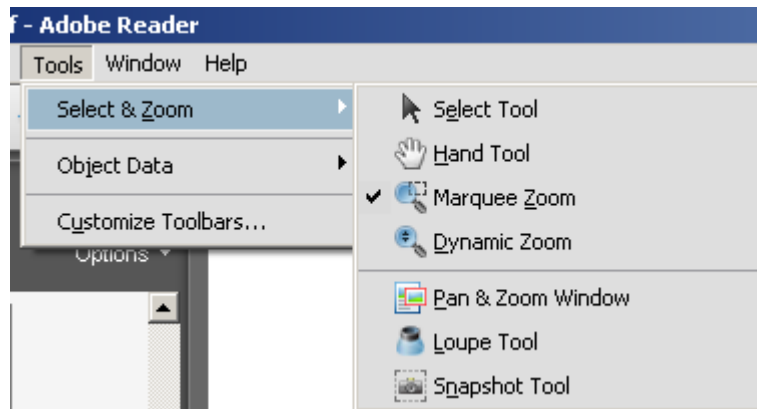 f - Adobe Reader
Tools Window Help
Select & Zoom
Object Data
Customize Toolbars...
Options
Select Tool
Hand Tool
Marquee Zoom
Dynamic Zoom
Pan & Zoom Window
Loupe Tool
Snapshot Tool